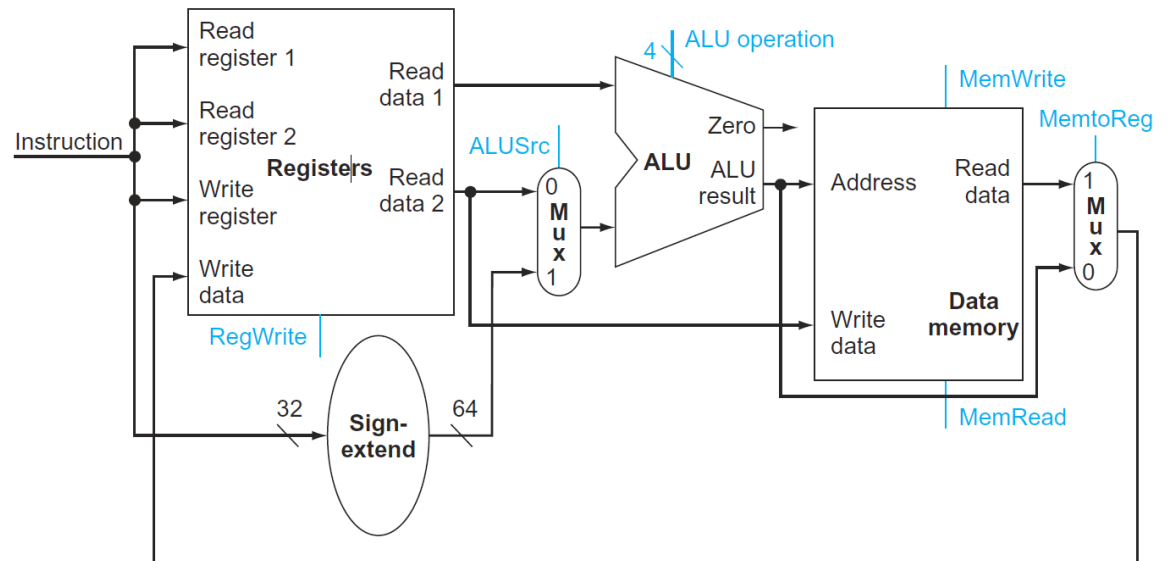 Instruction
Read
register 1
Read
register 2
Write
register
Write
data
Registers
Read
data 1
Read
data 2
RegWrite
32
Sign-
extend
64
ALUSrc
0
M
u
x
1
4
ALU operation
ALU
Zero
ALU
result
MemWrite
Address
Read
data
Write
data
Data
memory
MemRead
MemtoReg
1
M
u
x
0